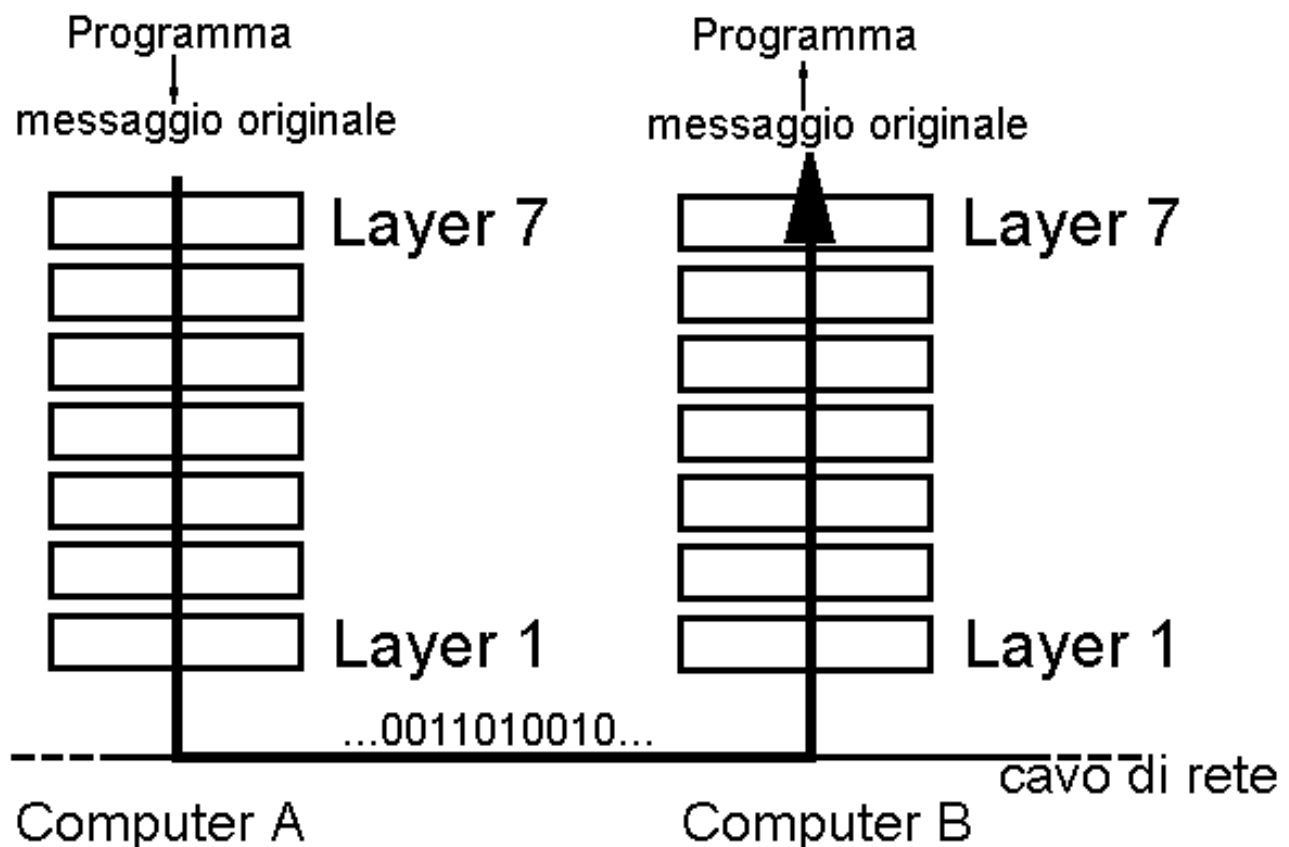 Programma
messaggio originale
Layer 7
Layer 1
Programma
messaggio originale
Layer 7
Layer 1
...0011010010...
cavo di rete
Computer A
Computer B